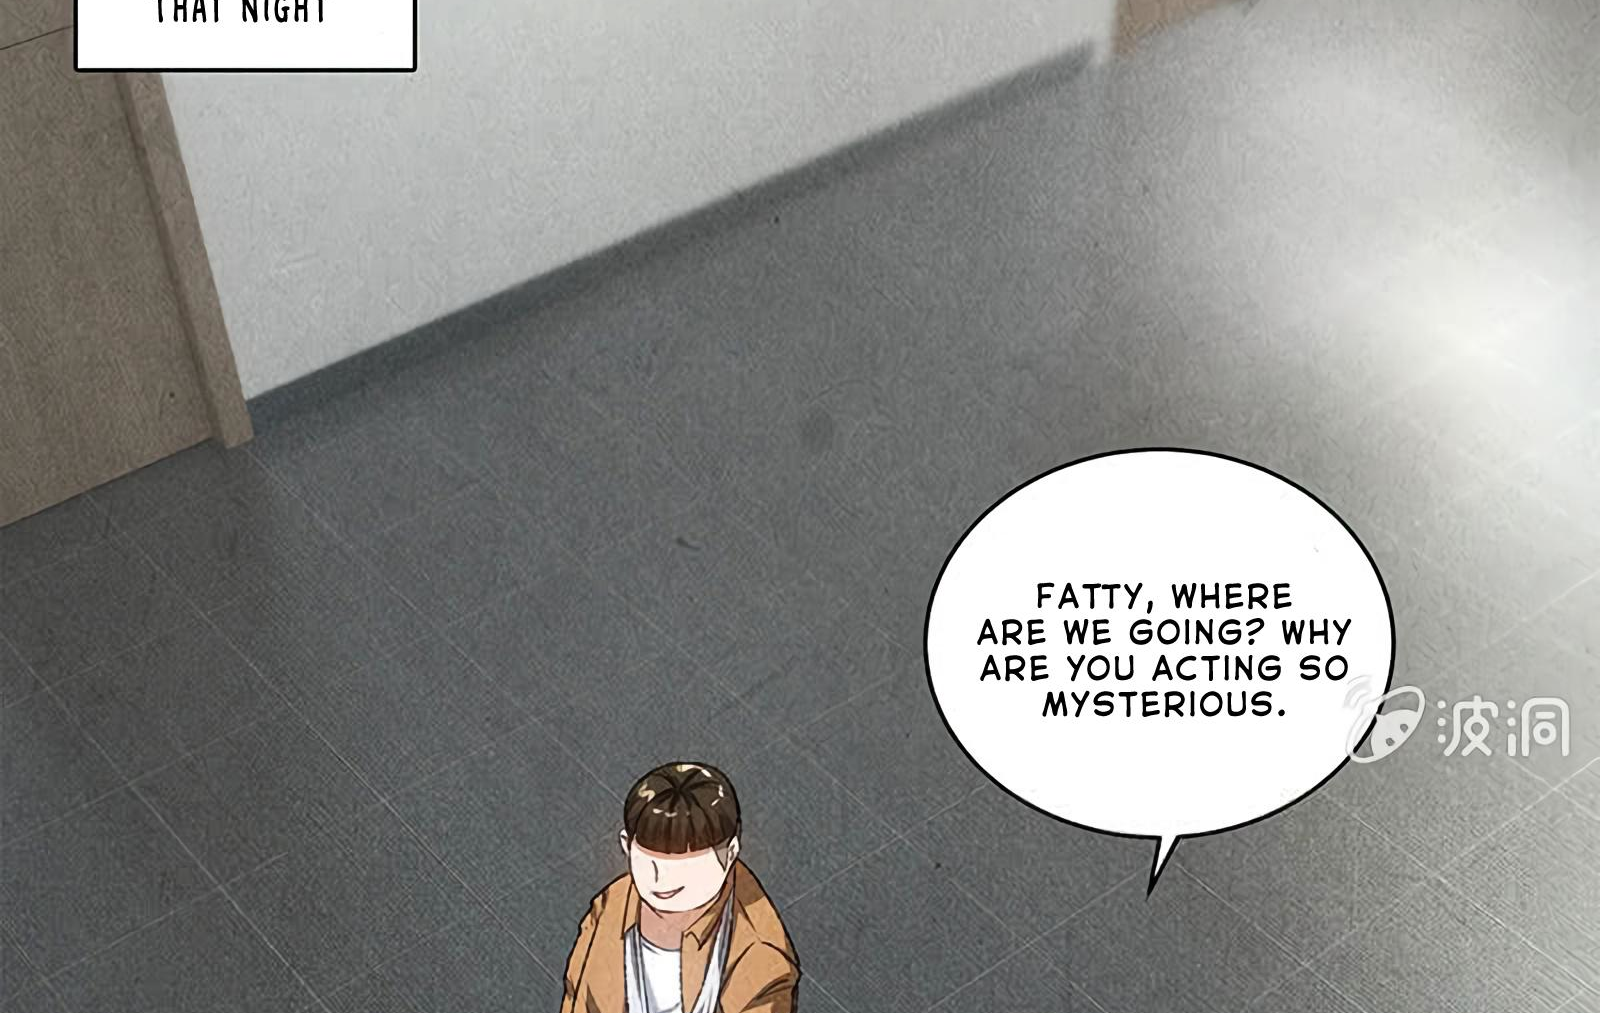 THAT NIGHT
FATTY, WHERE
ARE WE GOING? WHY
ARE YOU ACTING SO
MYSTERIOUS.
波洞